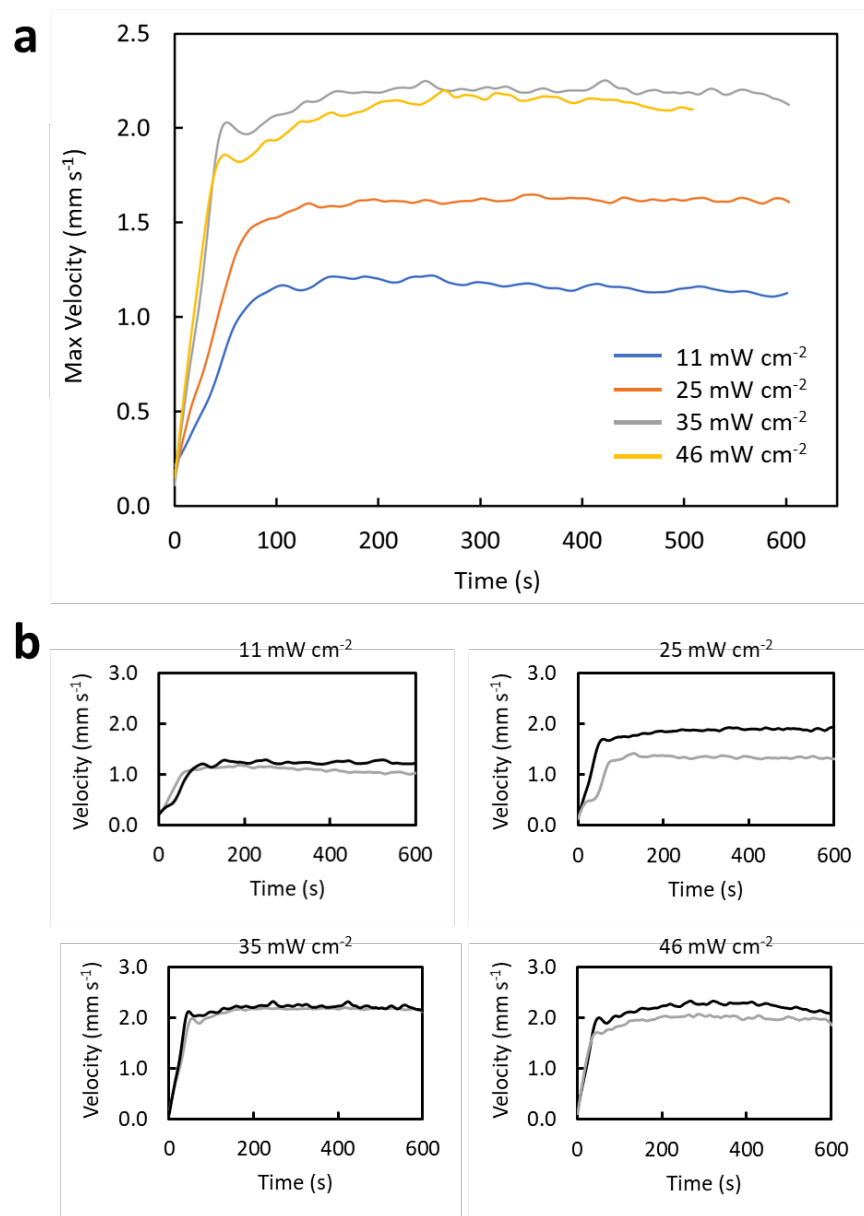 a
Max Velocity (mm s⁻¹)
2.5
2.0
1.5
1.0
0.5
0.0
11 mW cm⁻²
25 mW cm⁻²
35 mW cm⁻²
46 mW cm⁻²
0 100 200 300 400 500 600
Time (s)
b
11 mW cm⁻²
Velocity (mm s⁻¹)
3.0
2.0
1.0
0.0
0 200 400 600
Time (s)
25 mW cm⁻²
Velocity (mm s⁻¹)
3.0
2.0
1.0
0.0
0 200 400 600
Time (s)
35 mW cm⁻²
Velocity (mm s⁻¹)
3.0
2.0
1.0
0.0
0 200 400 600
Time (s)
46 mW cm⁻²
Velocity (mm s⁻¹)
3.0
2.0
1.0
0.0
0 200 400 600
Time (s)